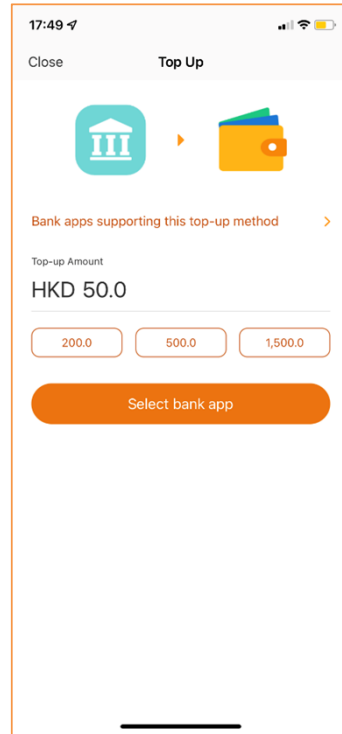 17:49
Close
Top Up
Bank apps supporting this top-up method
Top-up Amount
HKD 50.0
200.0
500.0
1,500.0
Select bank app